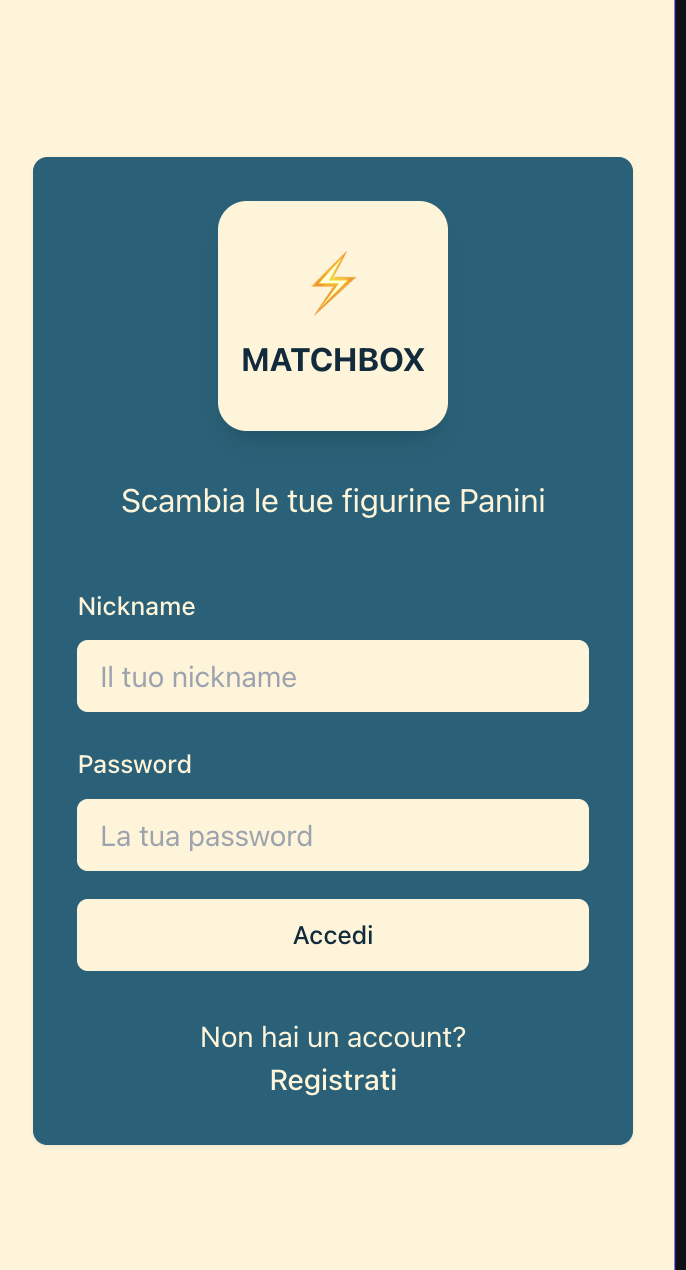 MATCHBOX
Scambia le tue figurine Panini
Nickname
Il tuo nickname
Password
La tua password
Accedi
Non hai un account?
Registrati